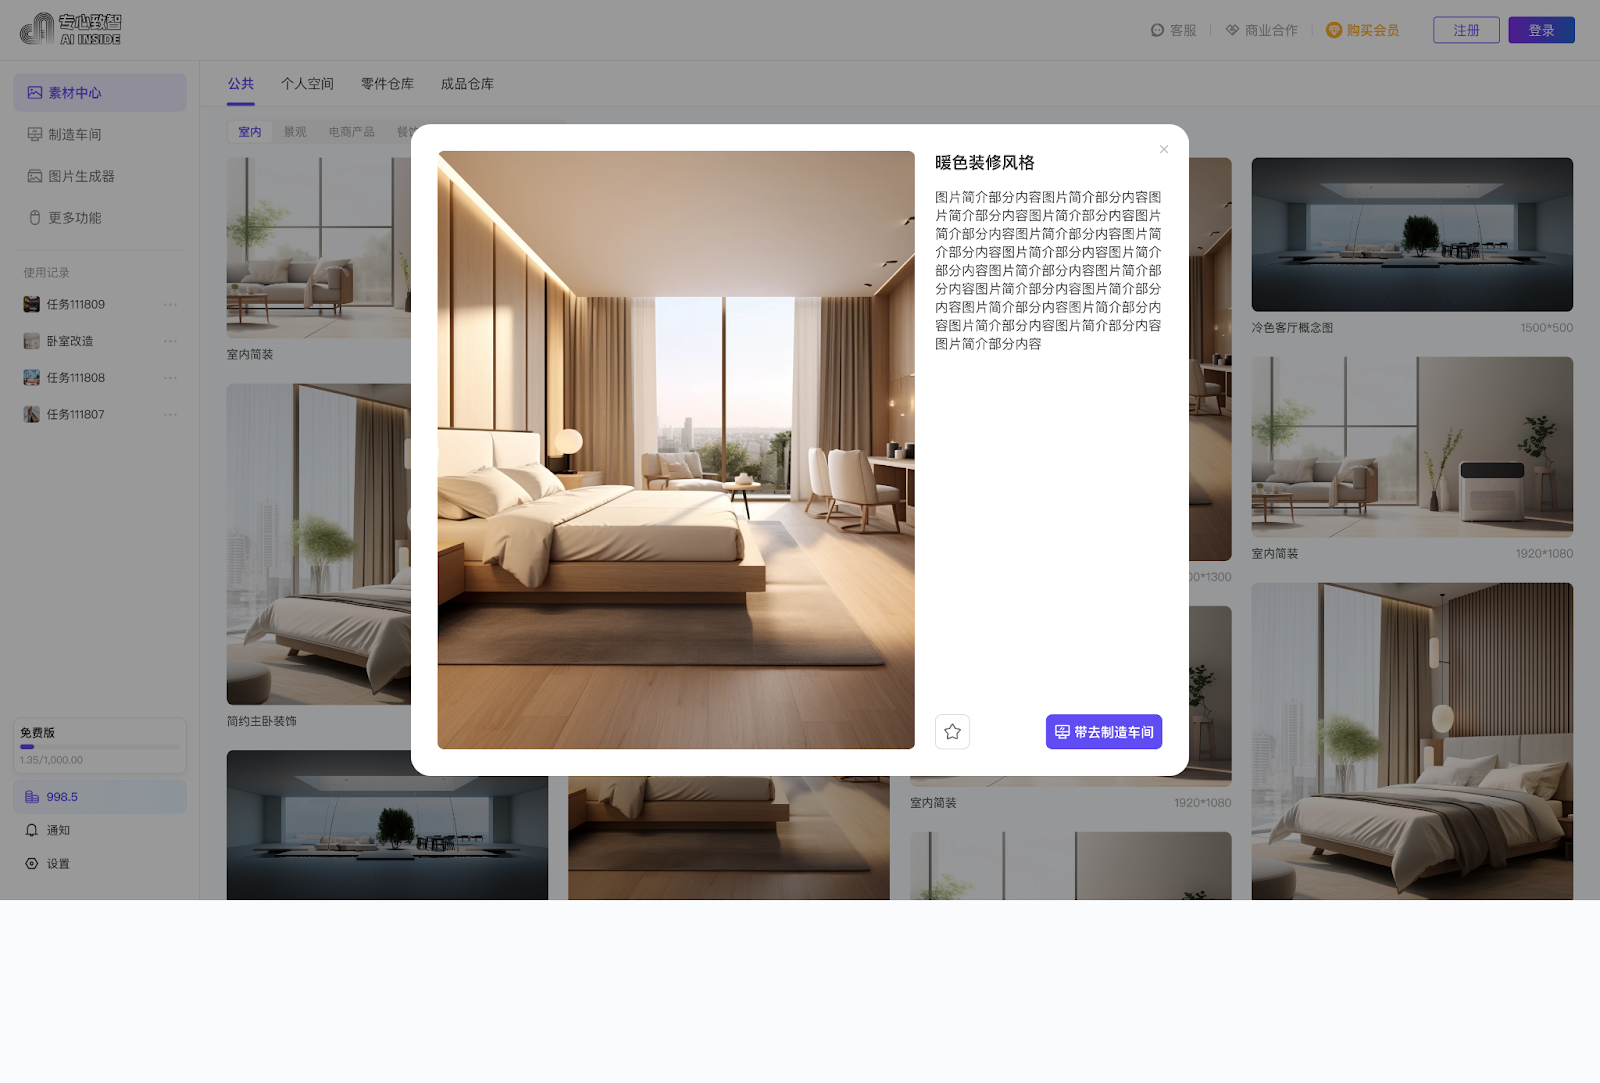 专心致智
AI INSIDE
客服
商业合作
购买会员
注册
登录
素材中心
制造车间
图片生成器
更多功能
使用记录
任务111809
卧室改造
任务111808
任务111807
免费版
1.35/1,000.00
998.5
通知
设置
公共
个人空间
零件仓库
成品仓库
室内
景观
电商产品
室内简装
简约主卧装饰
暖色装修风格
图片简介部分内容图片简介部分内容图
片简介部分内容图片简介部分内容图片
简介部分内容图片简介部分内容图片简
介部分内容图片简介部分内容图片简介
部分内容图片简介部分内容图片简介部
分内容图片简介部分内容图片简介部分
内容图片简介部分内容图片简介部分内
容图片简介部分内容图片简介部分内容
图片简介部分内容
带去制造车间
室内简装
1920*1080
冷色客厅概念图
1500*500
室内简装
1920*1080